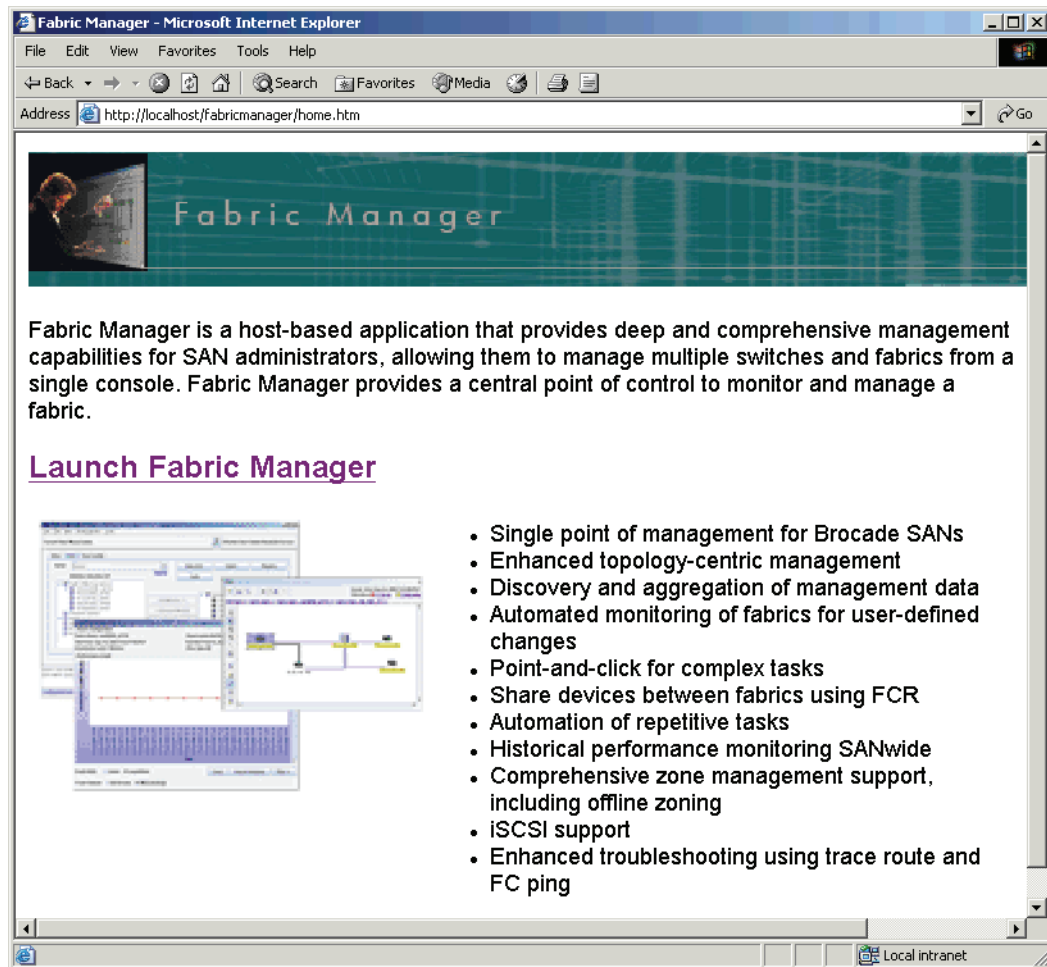 Fabric Manager - Microsoft Internet Explorer
File Edit View Favorites Tools Help
Back Search Favorites Media
Address http://localhost/fabricmanager/home.htm Go
Fabric Manager
Fabric Manager is a host-based application that provides deep and comprehensive management
capabilities for SAN administrators, allowing them to manage multiple switches and fabrics from a
single console. Fabric Manager provides a central point of control to monitor and manage a
fabric.
Launch Fabric Manager
• Single point of management for Brocade SANs
• Enhanced topology-centric management
• Discovery and aggregation of management data
• Automated monitoring of fabrics for user-defined
changes
• Point-and-click for complex tasks
• Share devices between fabrics using FCR
• Automation of repetitive tasks
• Historical performance monitoring SANwide
• Comprehensive zone management support,
including offline zoning
• iSCSI support
• Enhanced troubleshooting using trace route and
FC ping
Local intranet